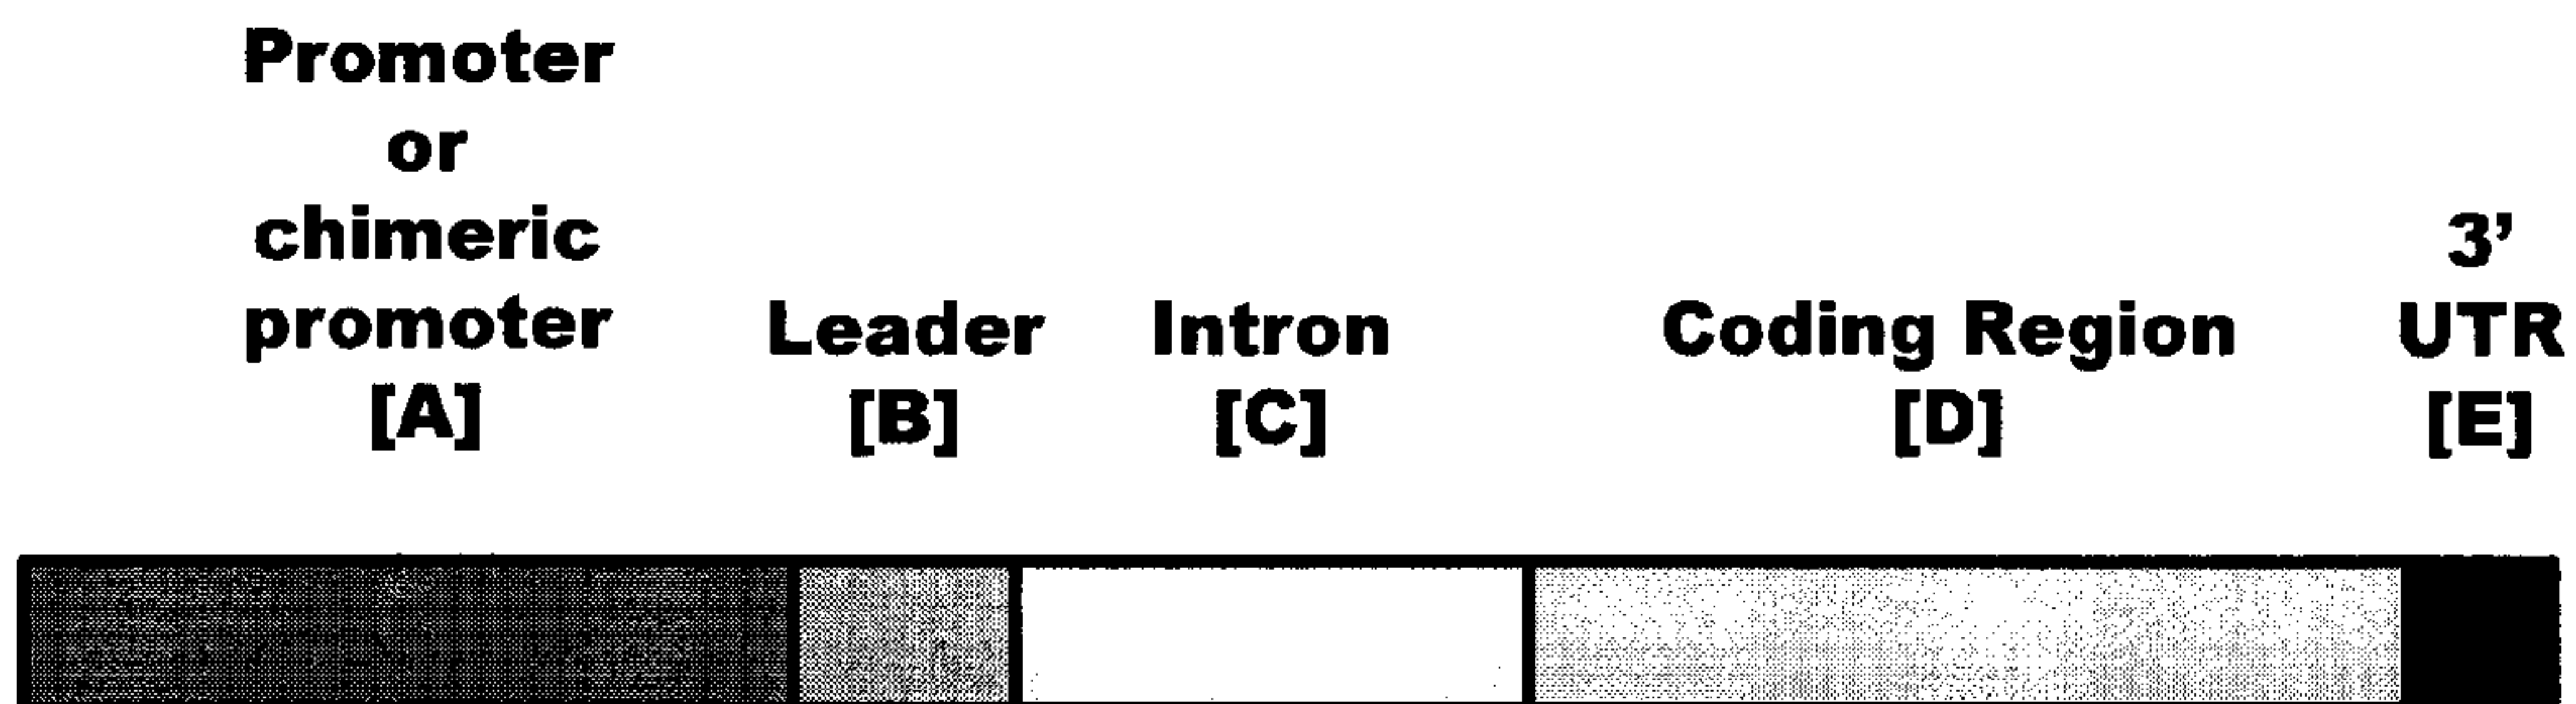 Promoter
or
chimeric
promoter
[A]
Leader
[B]
Intron
[C]
Coding Region
[D]
3’
UTR
[E]